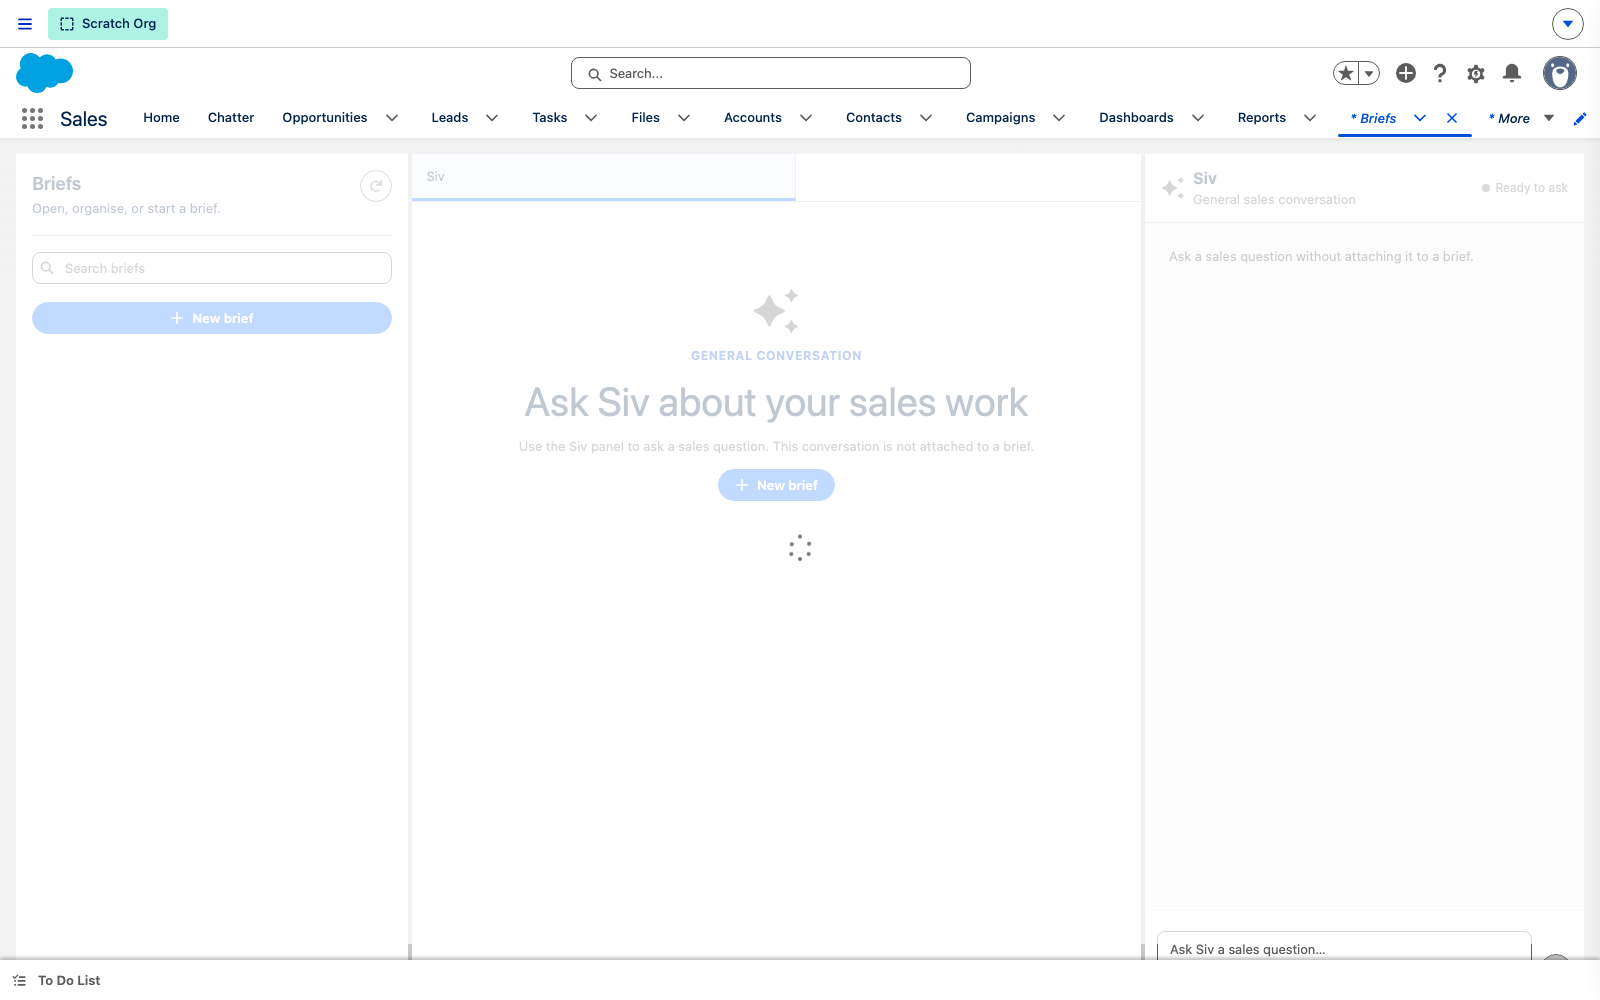 Scratch Org
Search...
Sales
Home
Chatter
Opportunities
Leads
Tasks
Files
Accounts
Contacts
Campaigns
Dashboards
Reports
* Briefs
* More
Briefs
Open, organise, or start a brief.
Search briefs
New brief
Siv
GENERAL CONVERSATION
Ask Siv about your sales work
Use the Siv panel to ask a sales question. This conversation is not attached to a brief.
New brief
Siv
General sales conversation
Ready to ask
Ask a sales question without attaching it to a brief.
Ask Siv a sales question...
To Do List